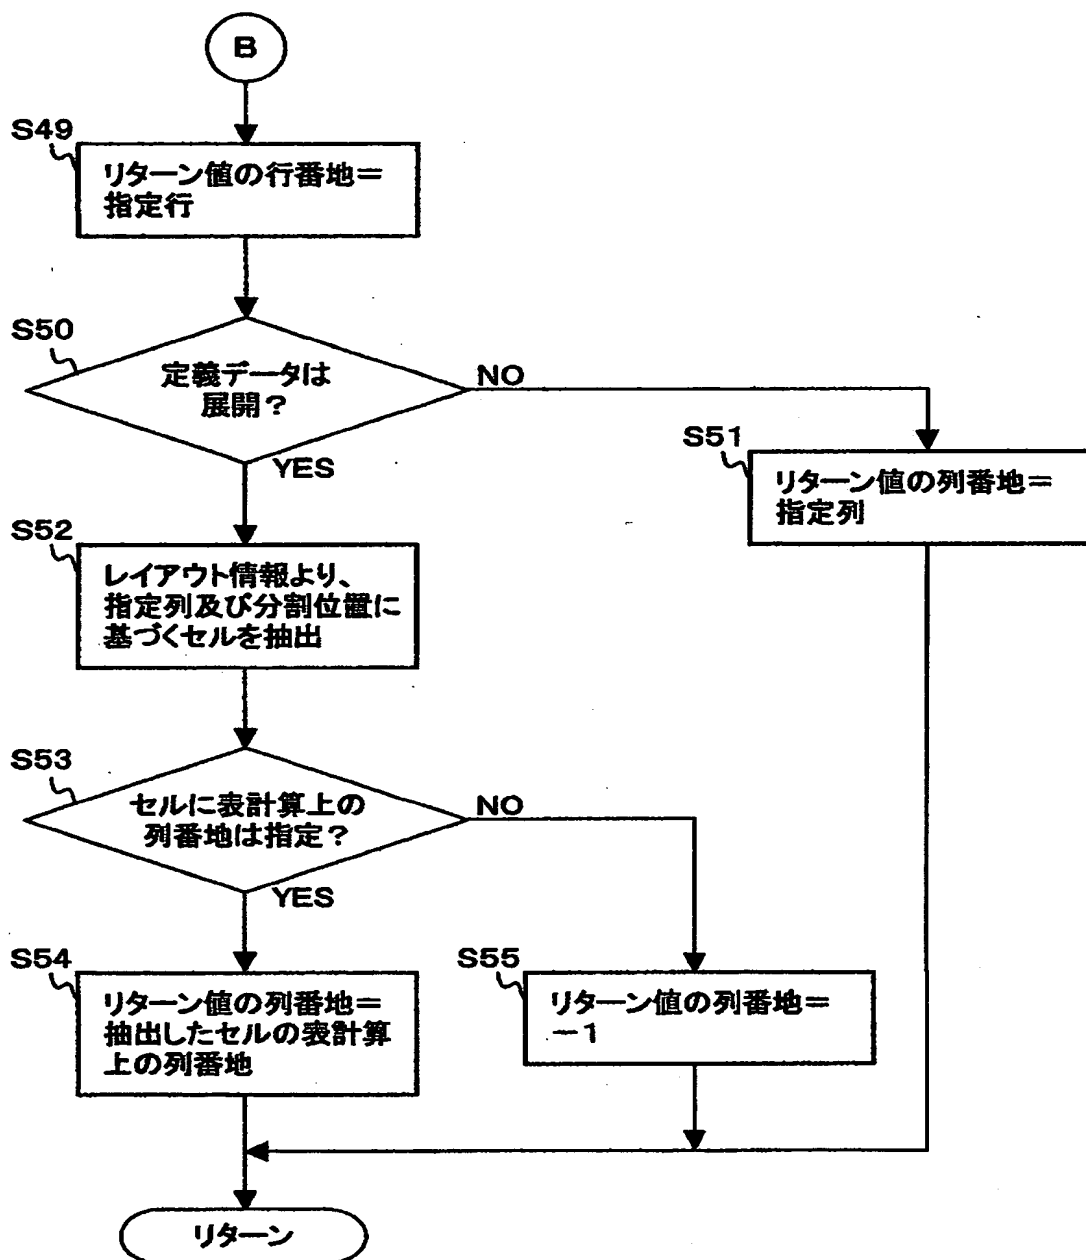 B
S49
リターン値の行番地＝
指定行
S50
定義データは
展開？
NO
YES
S51
リターン値の列番地＝
指定列
S52
レイアウト情報より、
指定列及び分割位置に
基づくセルを抽出
S53
セルに表計算上の
列番地は指定？
NO
YES
S54
リターン値の列番地＝
抽出したセルの表計算
上の列番地
S55
リターン値の列番地＝
－1
リターン